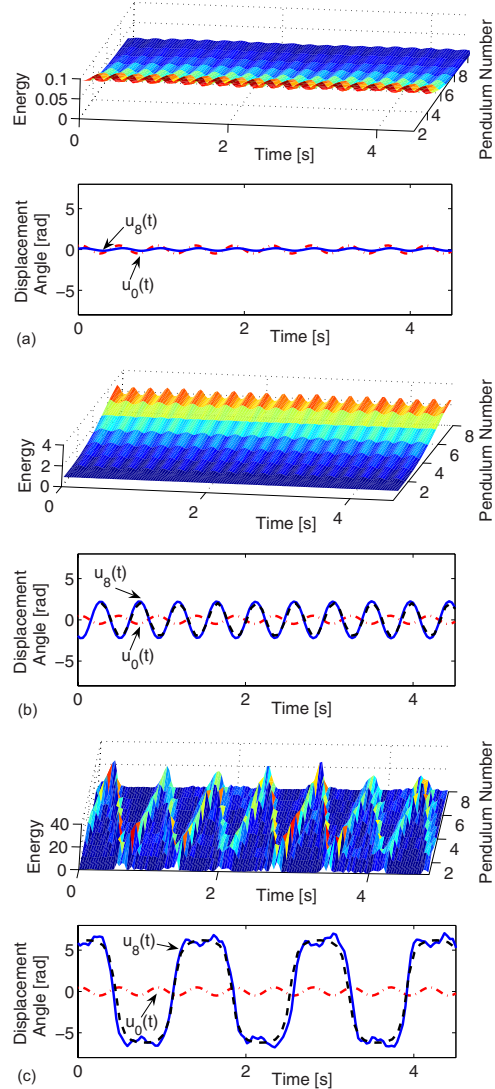 Energy
0.1
0.05
0
0
2
4
Time [s]
2
4
6
8
Pendulum Number
Displacement
Angle [rad]
5
0
−5
u8(t)
u0(t)
0
2
4
Time [s]
(a)
Energy
4
2
0
0
2
4
Time [s]
2
4
6
8
Pendulum Number
Displacement
Angle [rad]
5
0
−5
u8(t)
u0(t)
0
2
4
Time [s]
(b)
Energy
40
20
0
0
2
4
Time [s]
2
4
6
8
Pendulum Number
Displacement
Angle [rad]
5
0
−5
u8(t)
u0(t)
0
2
4
Time [s]
(c)